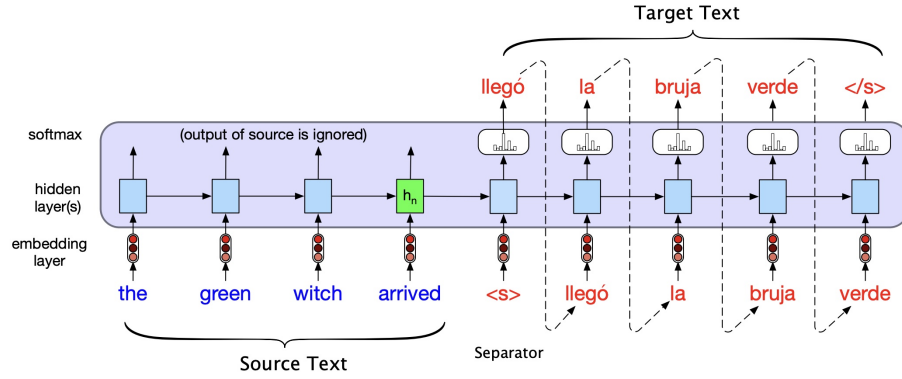 Target Text
llegó la bruja verde </s>
softmax (output of source is ignored)
hidden layer(s)
hn
embedding layer
the green witch arrived <s> llegó la bruja verde
Separator
Source Text